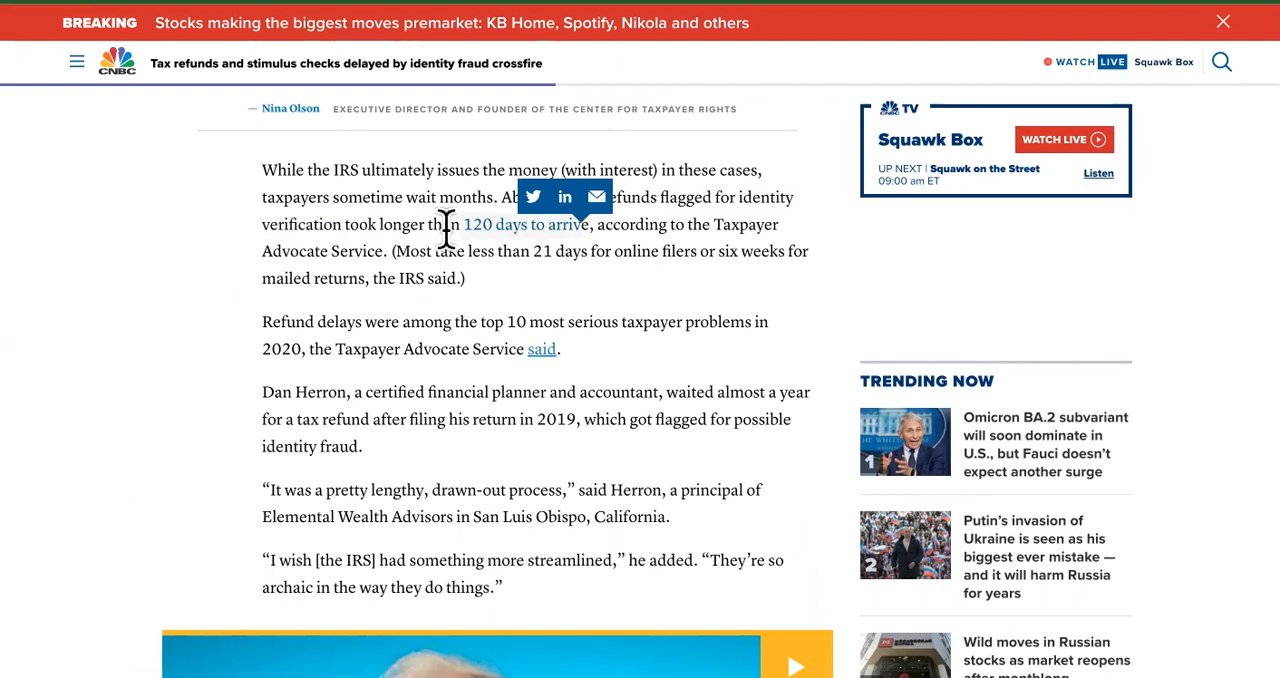 BREAKING Stocks making the biggest moves premarket: KB Home, Spotify, Nikola and others
CNBC Tax refunds and stimulus checks delayed by identity fraud crossfire
WATCH LIVE Squawk Box
— Nina Olson EXECUTIVE DIRECTOR AND FOUNDER OF THE CENTER FOR TAXPAYER RIGHTS
While the IRS ultimately issues the money (with interest) in these cases,
taxpayers sometime wait months. efunds flagged for identity
verification took longer than 120 days to arrive, according to the Taxpayer
Advocate Service. (Most take less than 21 days for online filers or six weeks for
mailed returns, the IRS said.)
Refund delays were among the top 10 most serious taxpayer problems in
2020, the Taxpayer Advocate Service said.
Dan Herron, a certified financial planner and accountant, waited almost a year
for a tax refund after filing his return in 2019, which got flagged for possible
identity fraud.
“It was a pretty lengthy, drawn-out process,” said Herron, a principal of
Elemental Wealth Advisors in San Luis Obispo, California.
“I wish [the IRS] had something more streamlined,” he added. “They’re so
archaic in the way they do things.”
CNBC TV
Squawk Box
WATCH LIVE
UP NEXT | Squawk on the Street
09:00 am ET
Listen
TRENDING NOW
1
Omicron BA.2 subvariant
will soon dominate in
U.S., but Fauci doesn’t
expect another surge
2
Putin’s invasion of
Ukraine is seen as his
biggest ever mistake —
and it will harm Russia
for years
Wild moves in Russian
stocks as market reopens
after monthlong